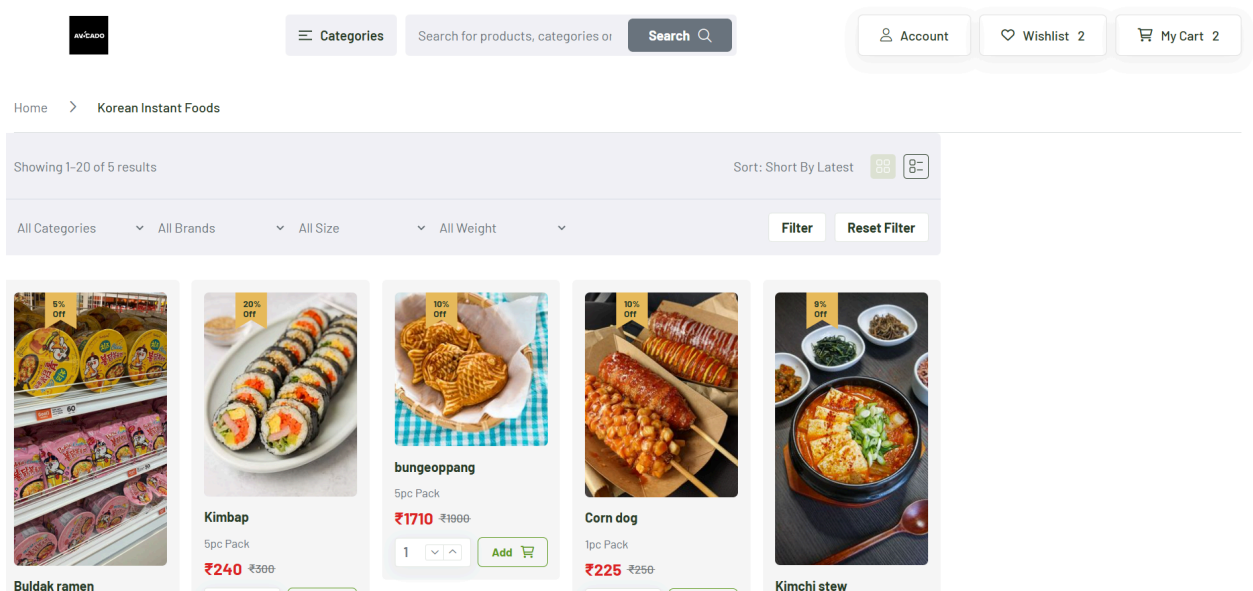 AVOCADO
Categories
Search for products, categories or
Search
Account
Wishlist 2
My Cart 2
Home > Korean Instant Foods
Showing 1–20 of 5 results
Sort: Short By Latest
All Categories
All Brands
All Size
All Weight
Filter
Reset Filter
5%
Off
20%
Off
10%
Off
10%
Off
9%
Off
Buldak ramen
Kimbap
5pc Pack
₹240 ₹300
bungeoppang
5pc Pack
₹1710 ₹1900
1
Add
Corn dog
1pc Pack
₹225 ₹250
Kimchi stew